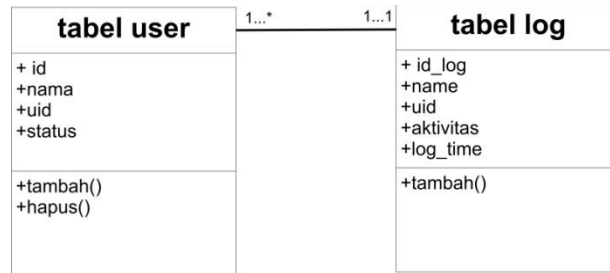 tabel user
+ id
+nama
+uid
+status
+tambah()
+hapus()
1...*
1...1
tabel log
+ id_log
+name
+uid
+aktivitas
+log_time
+tambah()